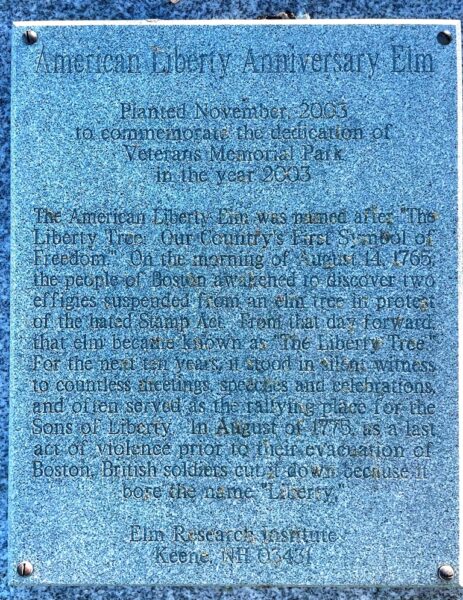 American Liberty Anniversary Elm
Planted November, 2003
to commemorate the dedication of
Veterans Memorial Park
in the year 2003
The American Liberty Elm was named after "The
Liberty Tree: Our Country's First Symbol of
Freedom." On the morning of August 14, 1765,
the people of Boston awakened to discover two
effigies suspended from an elm tree in protest
of the hated Stamp Act. From that day forward,
that elm became known as "The Liberty Tree."
For the next ten years, it stood in silent witness
to countless meetings, speeches and celebrations,
and often served as the rallying place for the
Sons of Liberty. In August of 1775, as a last
act of violence prior to their evacuation of
Boston, British soldiers cut it down because it
bore the name "Liberty."
Elm Research Institute
Keene, NH 03431